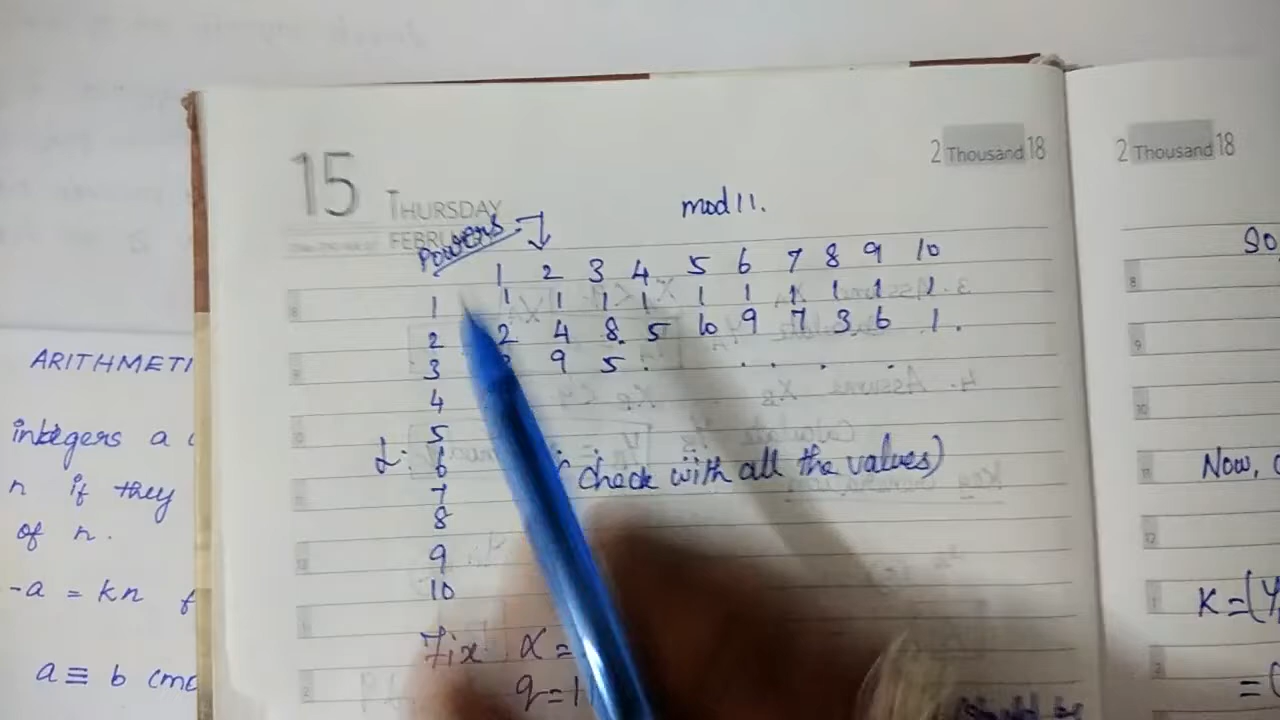 2 Thousand 18
2 Thousand 18
15 THURSDAY
FEBRU
Powers
mod 11.
1 2 3 4 5 6 7 8 9 10
1 1 1 1 1 1 1 1 1 1 1
2 2 4 8 5 10 9 7 3 6 1.
3 9 5 . . . . .
4
5
α: 6 check with all the values)
7
8
9
10
Fix α =
q = 1
ARITHMETI
integers a
n if they
of n.
-a = kn f
a ≡ b (mo
So
Now,
K = (Y
= (